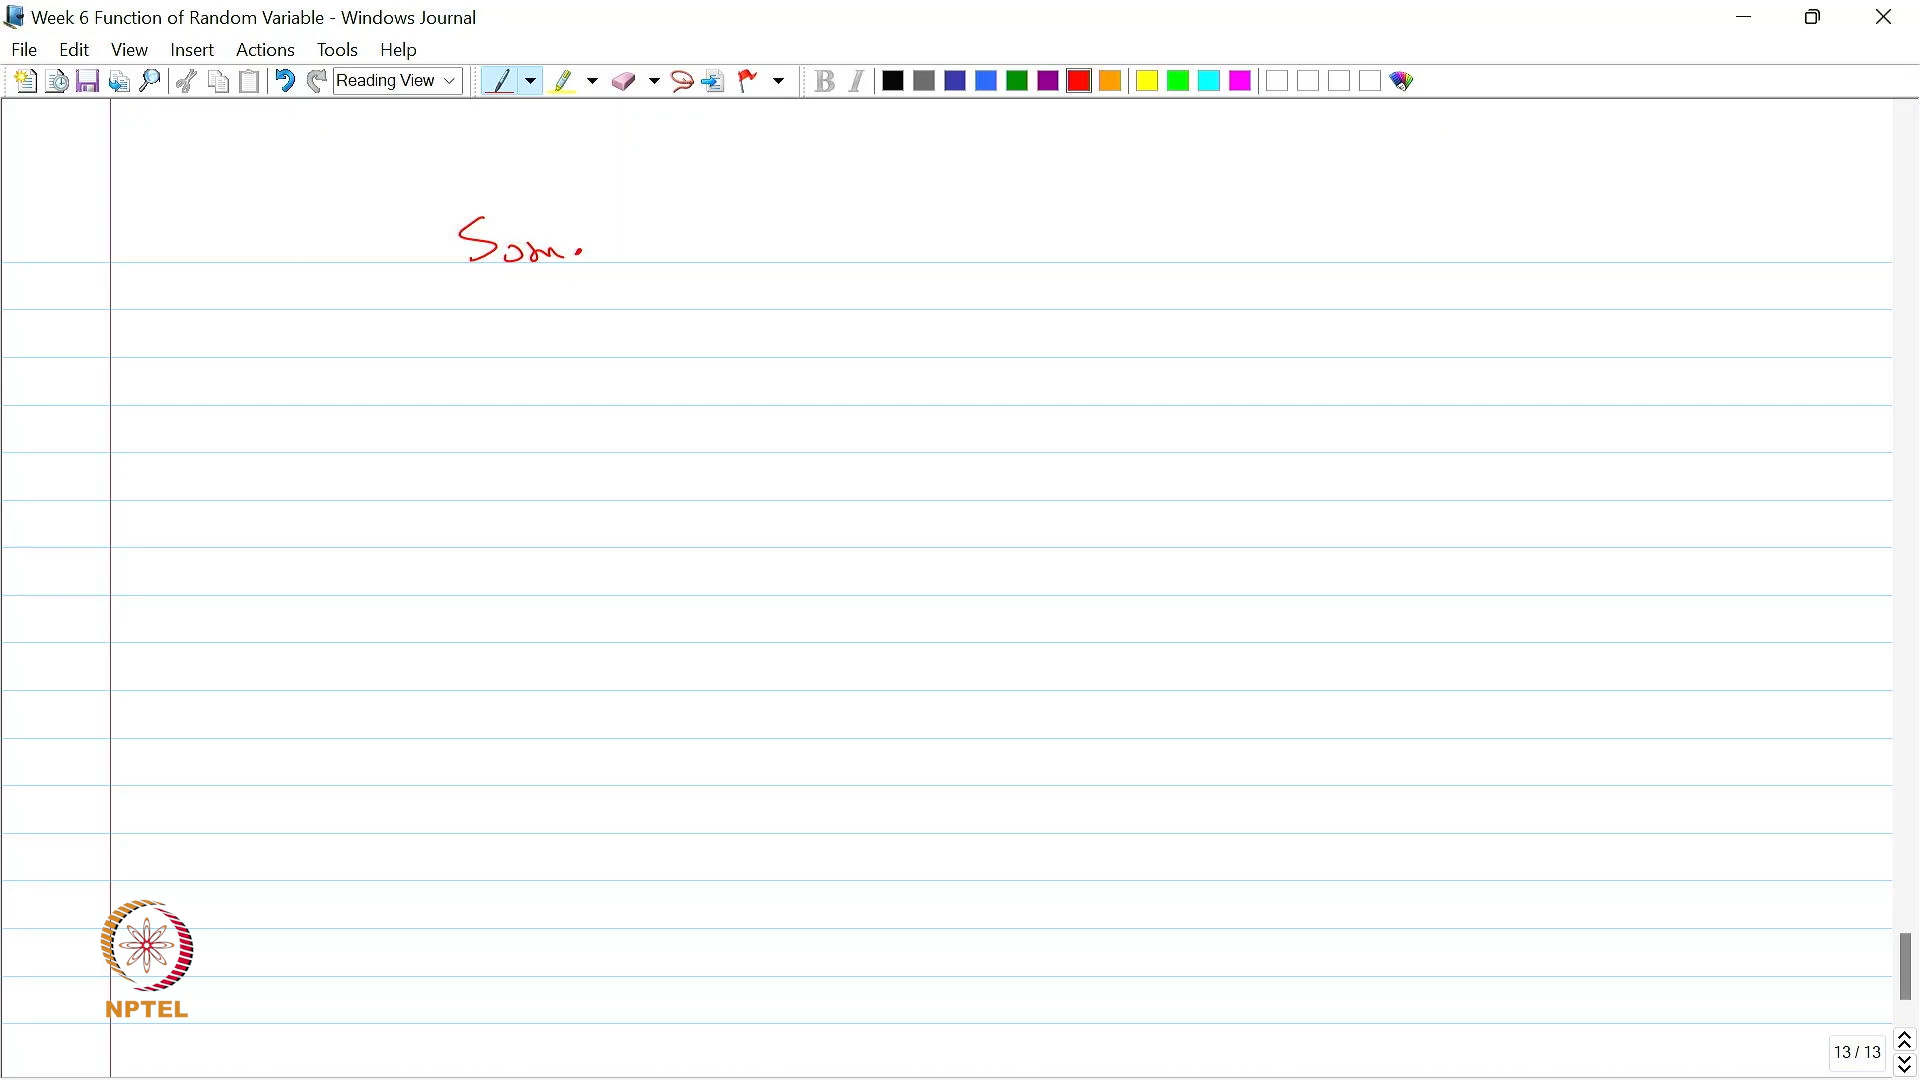 Week 6 Function of Random Variable - Windows Journal
File Edit View Insert Actions Tools Help
Reading View B I
Som.
NPTEL
13 / 13